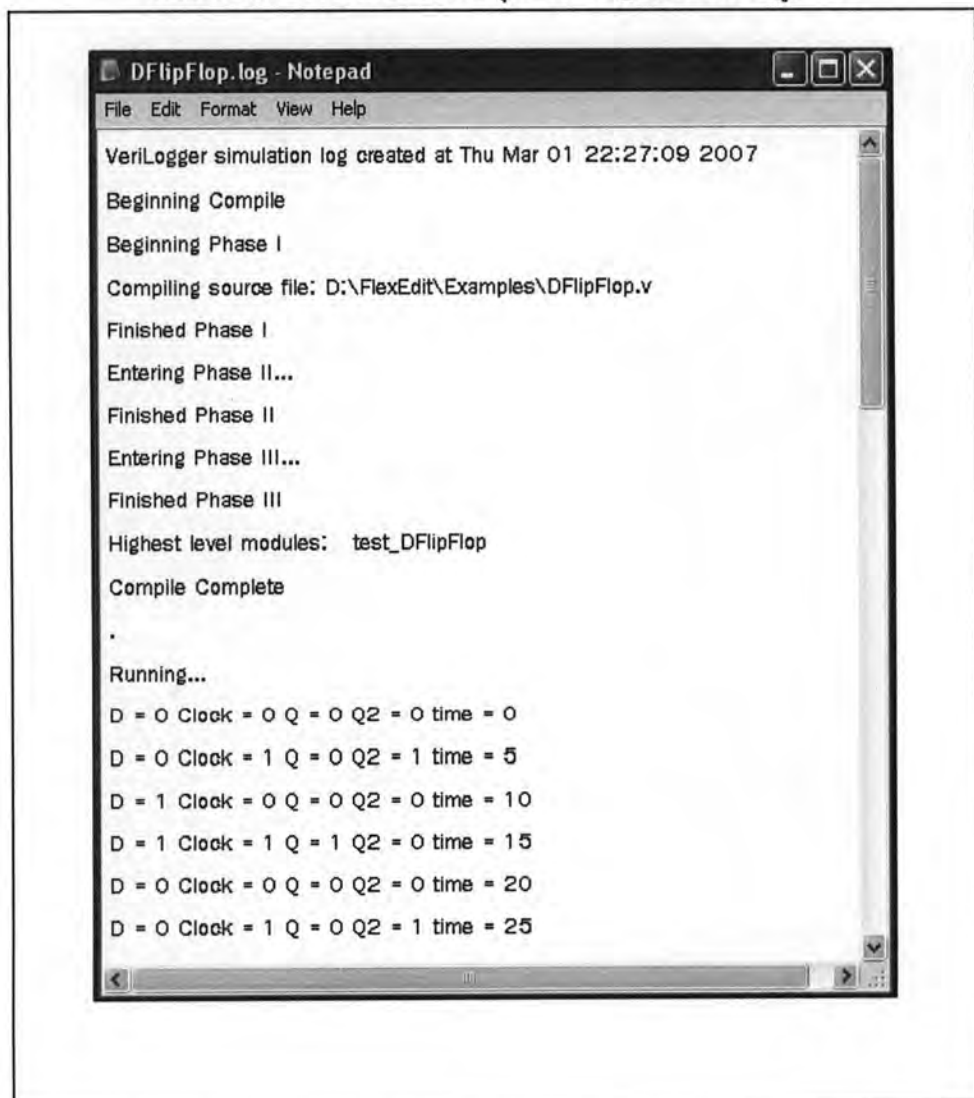 DFlipFlop.log - Notepad
File Edit Format View Help
VeriLogger simulation log created at Thu Mar 01 22:27:09 2007
Beginning Compile
Beginning Phase I
Compiling source file: D:\FlexEdit\Examples\DFlipFlop.v
Finished Phase I
Entering Phase II...
Finished Phase II
Entering Phase III...
Finished Phase III
Highest level modules: test_DFlipFlop
Compile Complete
.
Running...
D = 0 Clock = 0 Q = 0 Q2 = 0 time = 0
D = 0 Clock = 1 Q = 0 Q2 = 1 time = 5
D = 1 Clock = 0 Q = 0 Q2 = 0 time = 10
D = 1 Clock = 1 Q = 1 Q2 = 0 time = 15
D = 0 Clock = 0 Q = 0 Q2 = 0 time = 20
D = 0 Clock = 1 Q = 0 Q2 = 1 time = 25